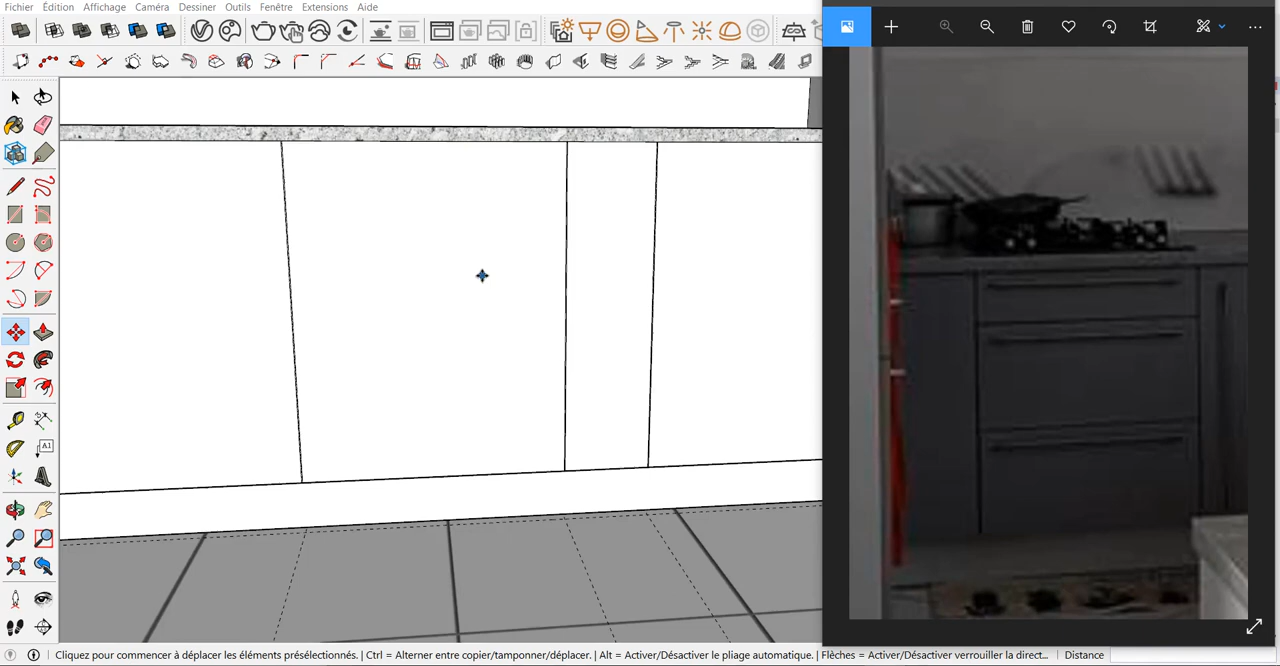 Fichier Édition Affichage Caméra Dessiner Outils Fenêtre Extensions Aide
A1
Cliquez pour commencer à déplacer les éléments présélectionnés. | Ctrl = Alterner entre copier/tamponner/déplacer. | Alt = Activer/Désactiver le pliage automatique. | Flèches = Activer/Désactiver verrouiller la direct... Distance